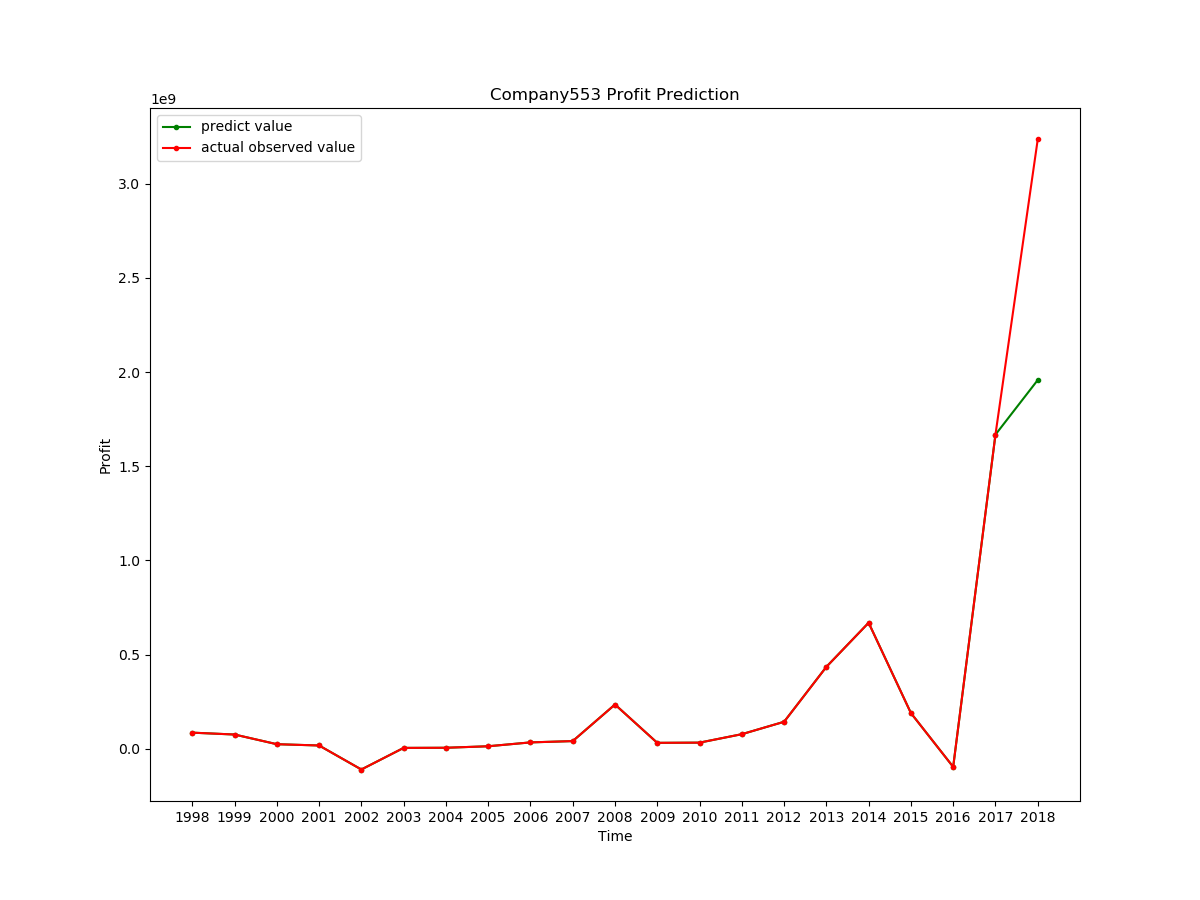 Company553 Profit Prediction
1e9
predict value
actual observed value
3.0
2.5
2.0
1.5
1.0
0.5
0.0
Profit
1998 1999 2000 2001 2002 2003 2004 2005 2006 2007 2008 2009 2010 2011 2012 2013 2014 2015 2016 2017 2018
Time